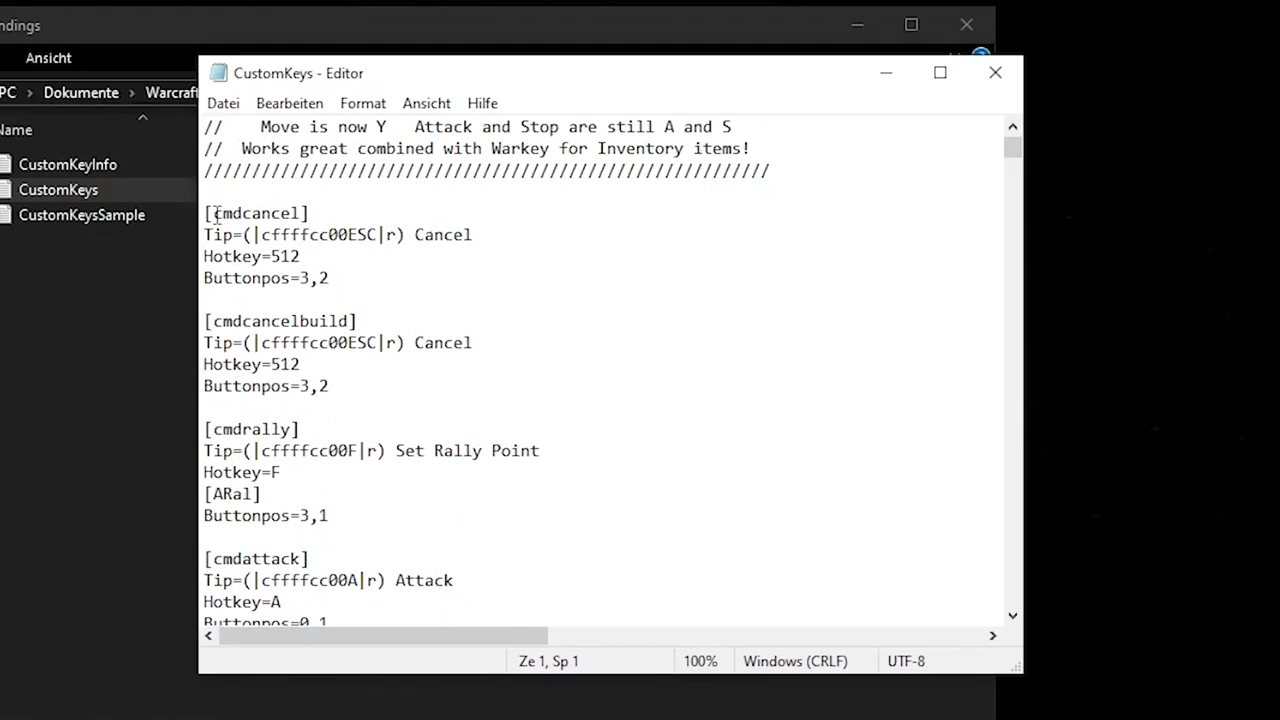 ndings
Ansicht
PC > Dokumente > Warcraft
Name
CustomKeyInfo
CustomKeys
CustomKeysSample
CustomKeys - Editor
Datei Bearbeiten Format Ansicht Hilfe
// Move is now Y Attack and Stop are still A and S
// Works great combined with Warkey for Inventory items!
///////////////////////////////////////////////////////////
[cmdcancel]
Tip=(|cffffcc00ESC|r) Cancel
Hotkey=512
Buttonpos=3,2
[cmdcancelbuild]
Tip=(|cffffcc00ESC|r) Cancel
Hotkey=512
Buttonpos=3,2
[cmdrally]
Tip=(|cffffcc00F|r) Set Rally Point
Hotkey=F
[ARal]
Buttonpos=3,1
[cmdattack]
Tip=(|cffffcc00A|r) Attack
Hotkey=A
Buttonpos=0,1
Ze 1, Sp 1 100% Windows (CRLF) UTF-8